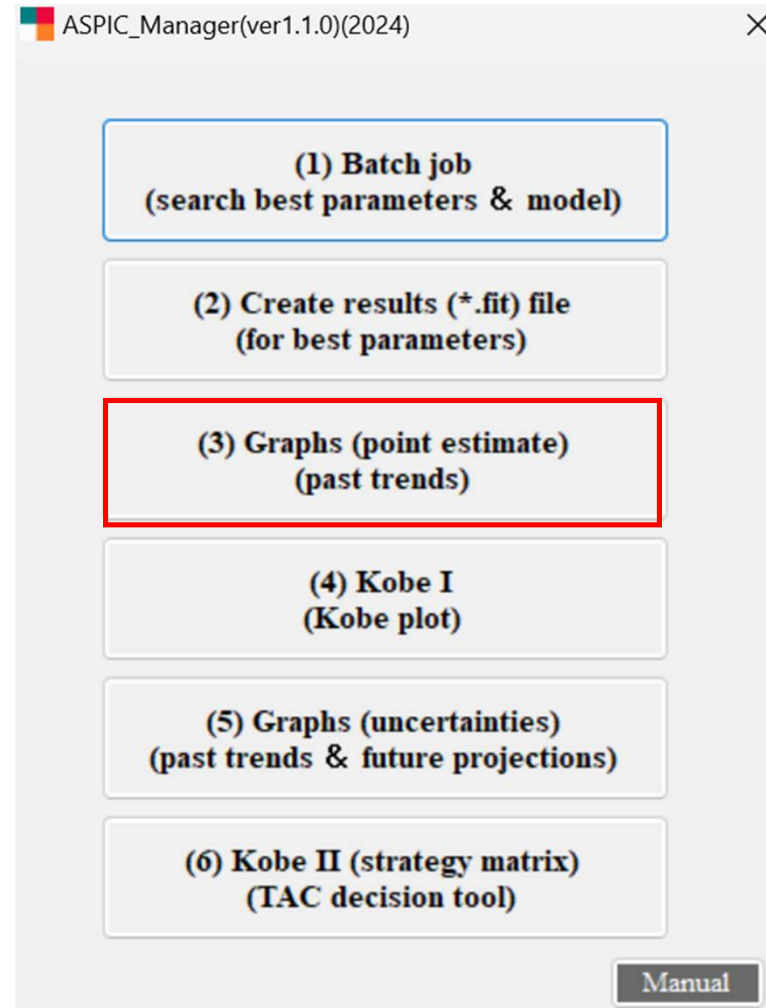 ASPIC_Manager(ver1.1.0)(2024)
(1) Batch job
(search best parameters & model)
(2) Create results (*.fit) file
(for best parameters)
(3) Graphs (point estimate)
(past trends)
(4) Kobe I
(Kobe plot)
(5) Graphs (uncertainties)
(past trends & future projections)
(6) Kobe II (strategy matrix)
(TAC decision tool)
Manual